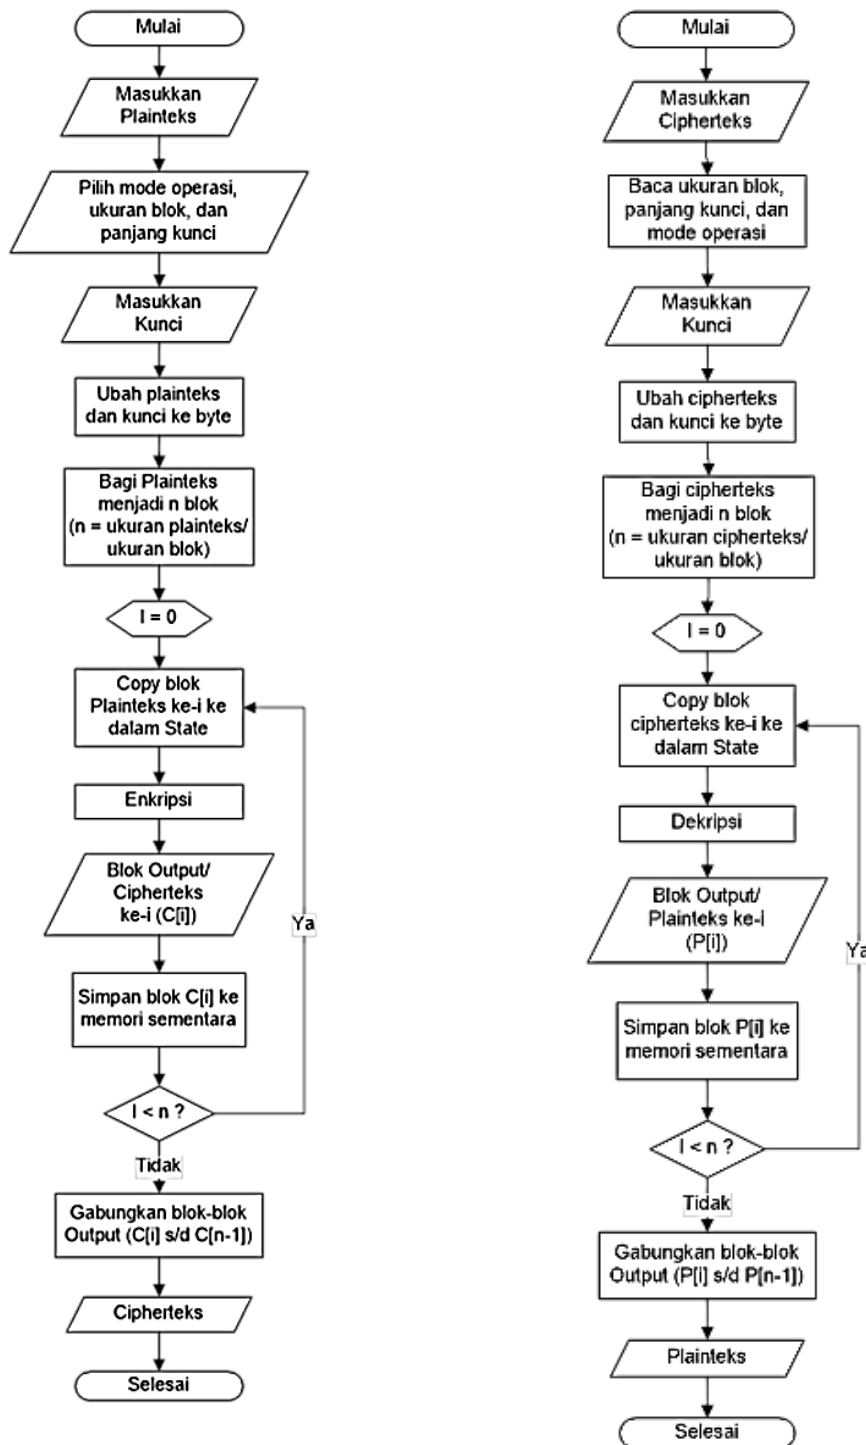 Mulai
Masukkan
Plainteks
Pilih mode operasi,
ukuran blok, dan
panjang kunci
Masukkan
Kunci
Ubah plainteks
dan kunci ke byte
Bagi Plainteks
menjadi n blok
(n = ukuran plainteks/
ukuran blok)
I = 0
Copy blok
Plainteks ke-i ke
dalam State
Enkripsi
Blok Output/
Cipherteks
ke-i (C[i])
Ya
Simpan blok C[i] ke
memori sementara
I < n ?
Tidak
Gabungkan blok-blok
Output (C[i] s/d C[n-1])
Cipherteks
Selesai
Mulai
Masukkan
Cipherteks
Baca ukuran blok,
panjang kunci, dan
mode operasi
Masukkan
Kunci
Ubah cipherteks
dan kunci ke byte
Bagi cipherteks
menjadi n blok
(n = ukuran cipherteks/
ukuran blok)
I = 0
Copy blok
cipherteks ke-i ke
dalam State
Dekripsi
Blok Output/
Plainteks ke-i
(P[i])
Ya
Simpan blok P[i] ke
memori sementara
I < n ?
Tidak
Gabungkan blok-blok
Output (P[i] s/d P[n-1])
Plainteks
Selesai